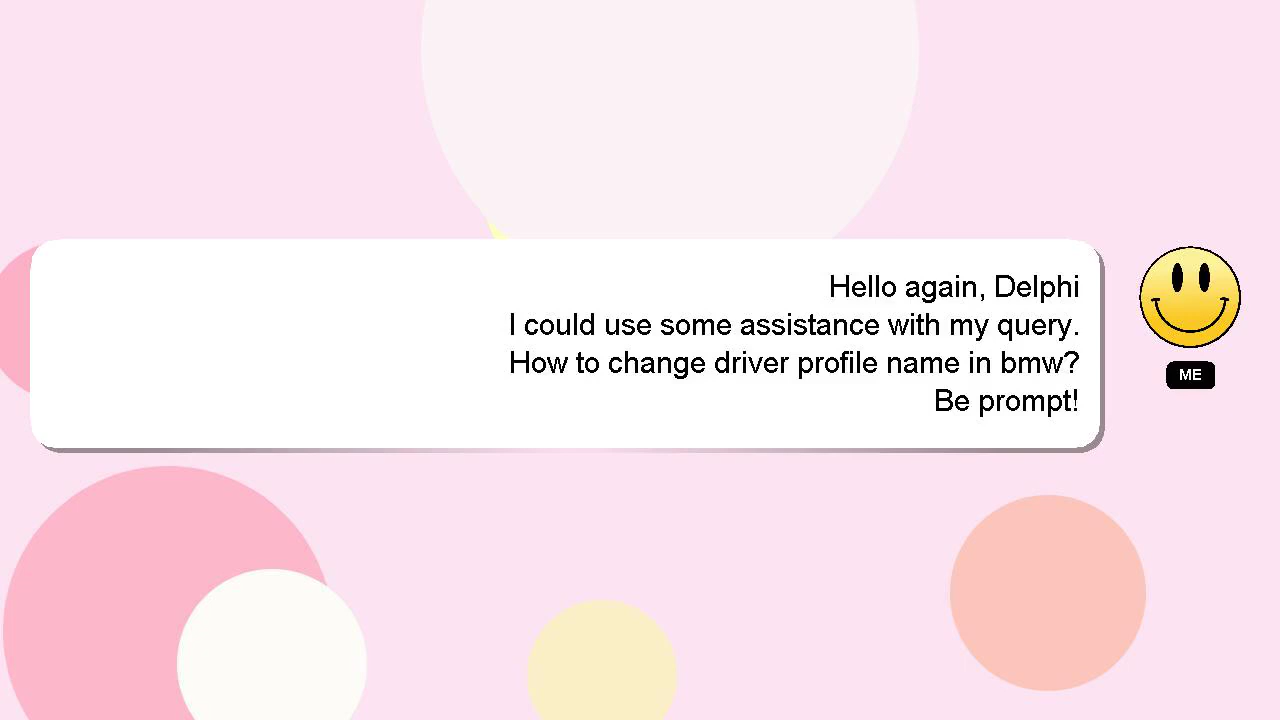 Hello again, Delphi
I could use some assistance with my query.
How to change driver profile name in bmw?
Be prompt!
ME